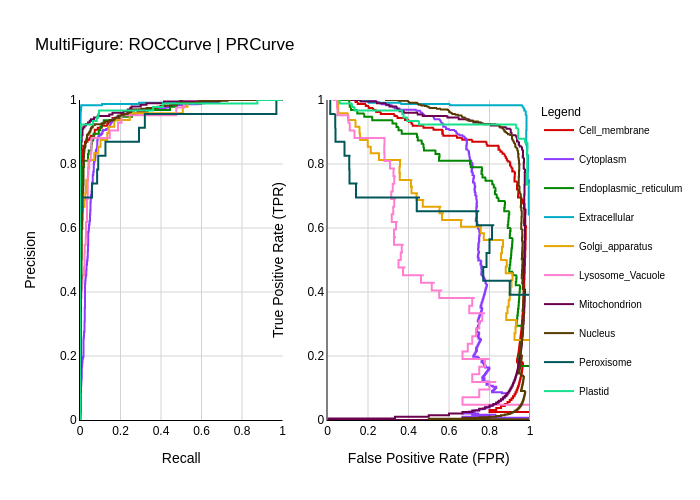 MultiFigure: ROCCurve | PRCurve
Precision
1
0.8
0.6
0.4
0.2
0
0
0.2
0.4
0.6
0.8
1
Recall
True Positive Rate (TPR)
1
0.8
0.6
0.4
0.2
0
0
0.2
0.4
0.6
0.8
1
False Positive Rate (FPR)
Legend
Cell_membrane
Cytoplasm
Endoplasmic_reticulum
Extracellular
Golgi_apparatus
Lysosome_Vacuole
Mitochondrion
Nucleus
Peroxisome
Plastid